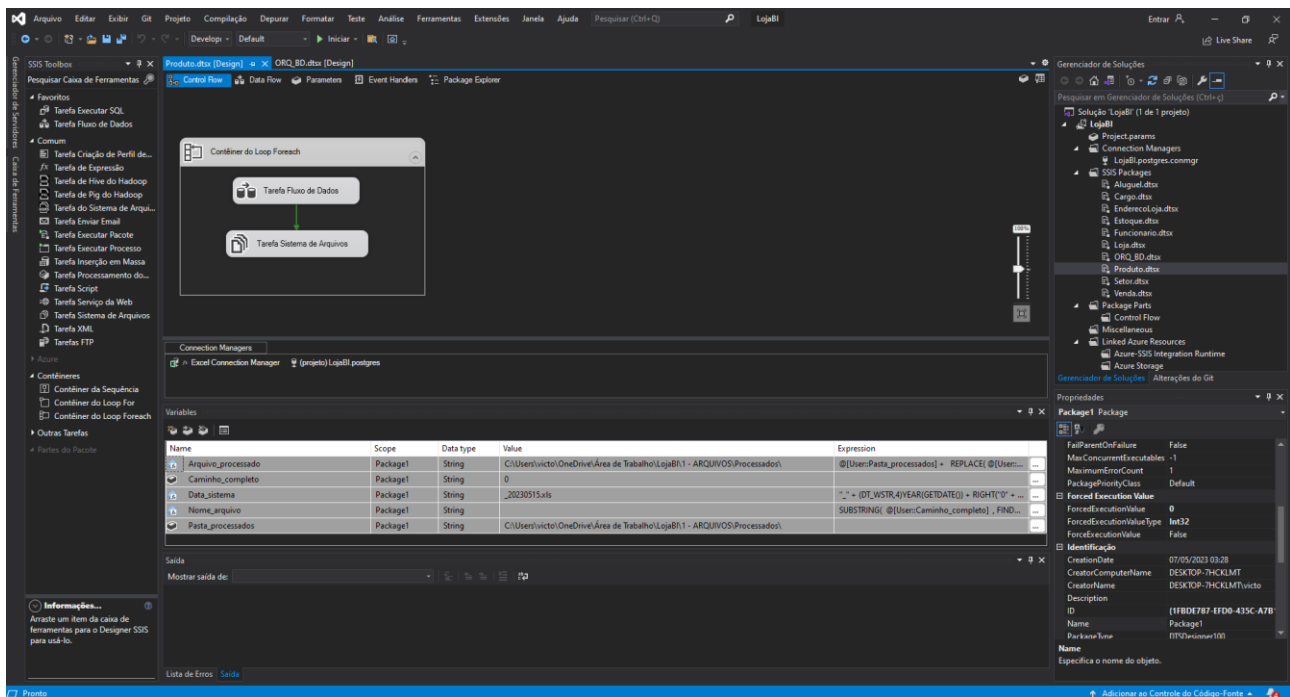 Arquivo Editar Exibir Git Projeto Compilação Depurar Formatar Teste Análise Ferramentas Extensões Janela Ajuda Pesquisar (Ctrl+Q) LojaBI Entrar
Develop Default Iniciar Live Share
Gerenciador de Servidores
Caixa de Ferramentas
SSIS Toolbox
Pesquisar Caixa de Ferramentas
Favoritos
Tarefa Executar SQL
Tarefa Fluxo de Dados
Comum
Tarefa Criação de Perfil de...
Tarefa de Expressão
Tarefa de Hive do Hadoop
Tarefa de Pig do Hadoop
Tarefa do Sistema de Arqui...
Tarefa Enviar Email
Tarefa Executar Pacote
Tarefa Executar Processo
Tarefa Inserção em Massa
Tarefa Processamento do...
Tarefa Script
Tarefa Serviço da Web
Tarefa Sistema de Arquivos
Tarefa XML
Tarefas FTP
Azure
Contêineres
Contêiner da Sequência
Contêiner do Loop For
Contêiner do Loop Foreach
Outras Tarefas
Partes do Pacote
Informações...
Arraste um item da caixa de
ferramentas para o Designer SSIS
para usá-lo.
Produto.dtsx [Design] ORQ_BD.dtsx [Design]
Control Flow Data Flow Parameters Event Handlers Package Explorer
Contêiner do Loop Foreach
Tarefa Fluxo de Dados
Tarefa Sistema de Arquivos
100%
Connection Managers
Excel Connection Manager (projeto) LojaBI.postgres
Variables
Name Scope Data type Value Expression
Arquivo_processado Package1 String C:\Users\victo\OneDrive\Área de Trabalho\LojaBI\1 - ARQUIVOS\Processados\ @[User::Pasta_processados] + REPLACE( @[User::... ...
Caminho_completo Package1 String 0 ...
Data_sistema Package1 String _20230515.xls "_" + (DT_WSTR,4)YEAR(GETDATE()) + RIGHT("0" + ... ...
Nome_arquivo Package1 String SUBSTRING( @[User::Caminho_completo] , FIND... ...
Pasta_processados Package1 String C:\Users\victo\OneDrive\Área de Trabalho\LojaBI\1 - ARQUIVOS\Processados\ ...
Saída
Mostrar saída de:
Lista de Erros Saída
Gerenciador de Soluções
Pesquisar em Gerenciador de Soluções (Ctrl+ç)
Solução 'LojaBI' (1 de 1 projeto)
LojaBI
Project.params
Connection Managers
LojaBI.postgres.conmgr
SSIS Packages
Aluguel.dtsx
Cargo.dtsx
EnderecoLoja.dtsx
Estoque.dtsx
Funcionario.dtsx
Loja.dtsx
ORQ_BD.dtsx
Produto.dtsx
Setor.dtsx
Venda.dtsx
Package Parts
Control Flow
Miscellaneous
Linked Azure Resources
Azure-SSIS Integration Runtime
Azure Storage
Gerenciador de Soluções Alterações do Git
Propriedades
Package1 Package
FailParentOnFailure False
MaxConcurrentExecutables -1
MaximumErrorCount 1
PackagePriorityClass Default
Forced Execution Value
ForcedExecutionValue 0
ForcedExecutionValueType Int32
ForceExecutionValue False
Identificação
CreationDate 07/05/2023 03:28
CreatorComputerName DESKTOP-7HCKLMT
CreatorName DESKTOP-7HCKLMT\victo
Description
ID {1FBDE787-EFD0-435C-A7B
Name Package1
PackageType DTSDesigner100
Name
Especifica o nome do objeto.
Pronto Adicionar ao Controle do Código-Fonte